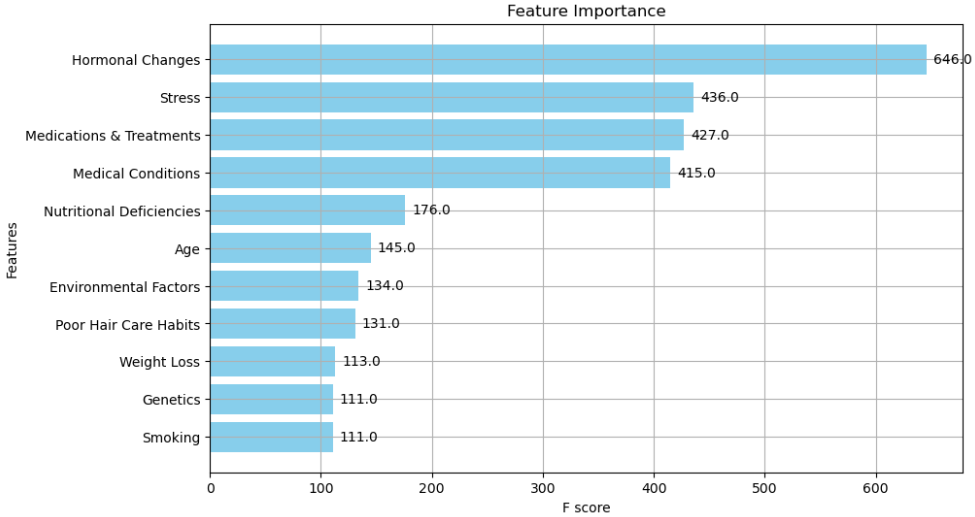 Feature Importance
Features
Hormonal Changes 646.0
Stress 436.0
Medications & Treatments 427.0
Medical Conditions 415.0
Nutritional Deficiencies 176.0
Age 145.0
Environmental Factors 134.0
Poor Hair Care Habits 131.0
Weight Loss 113.0
Genetics 111.0
Smoking 111.0
0 100 200 300 400 500 600
F score